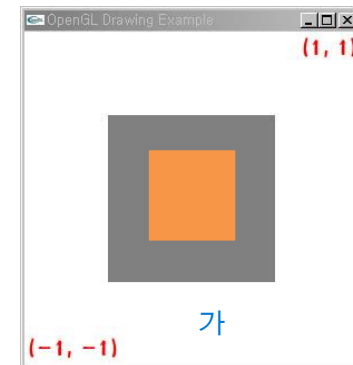 OpenGL Drawing Example
(1, 1)
가
(-1, -1)